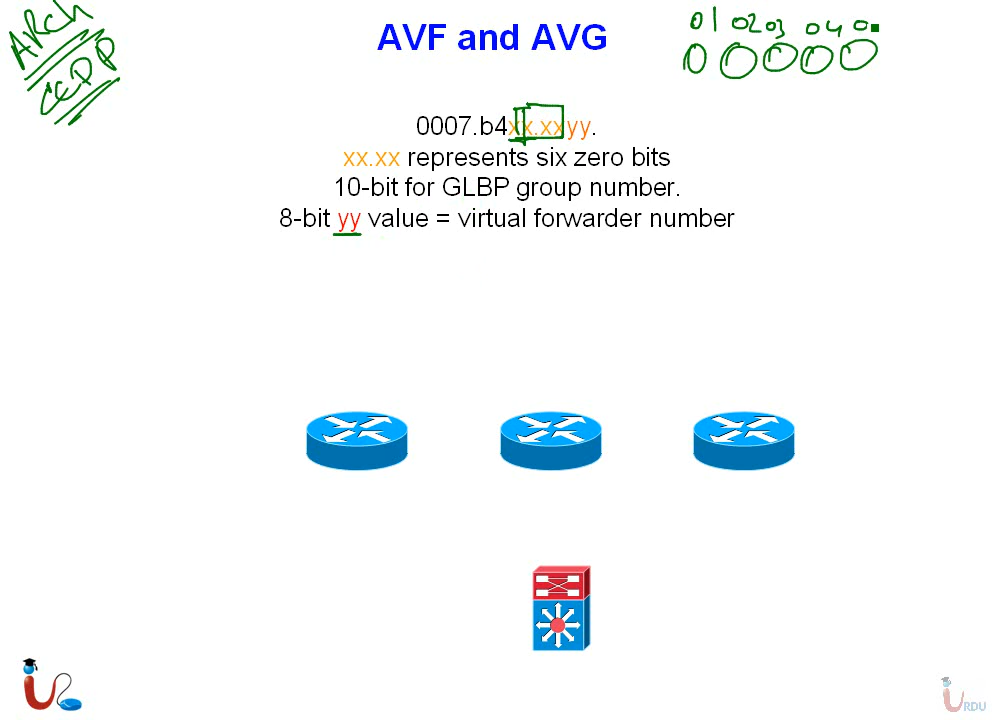 ARCh
CCDP
AVF and AVG
01 02 03 04 0
0007.b4xx.xxyy.
xx.xx represents six zero bits
10-bit for GLBP group number.
8-bit yy value = virtual forwarder number
URDU